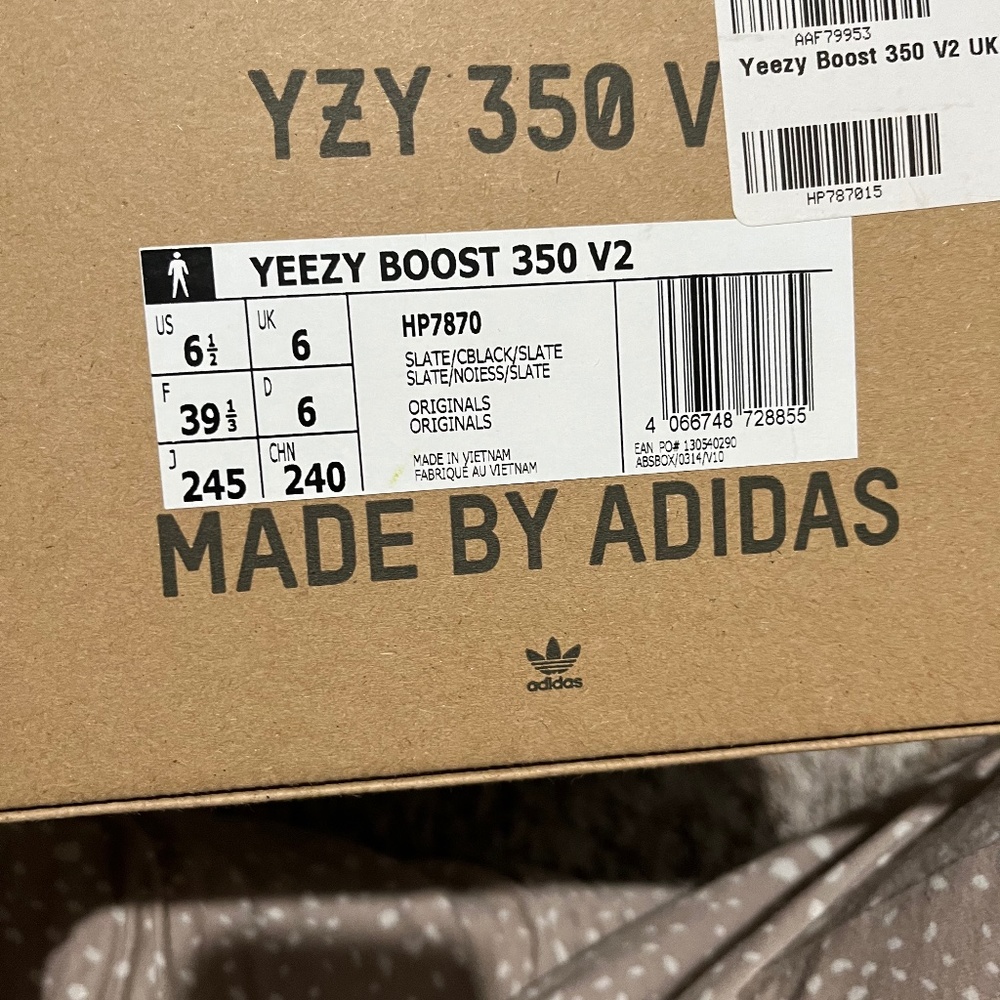 AAF79953
Yeezy Boost 350 V2 UK
HP787015
YZY 350 V
YEEZY BOOST 350 V2
US 6½
UK 6
F 39⅓
D 6
J 245
CHN 240
HP7870
SLATE/CBLACK/SLATE
SLATE/NOIESS/SLATE
ORIGINALS
ORIGINALS
MADE IN VIETNAM
FABRIQUÉ AU VIETNAM
4 066748 728855
EAN PO# 130540290
ABSBOX/0314/V10
MADE BY ADIDAS
adidas